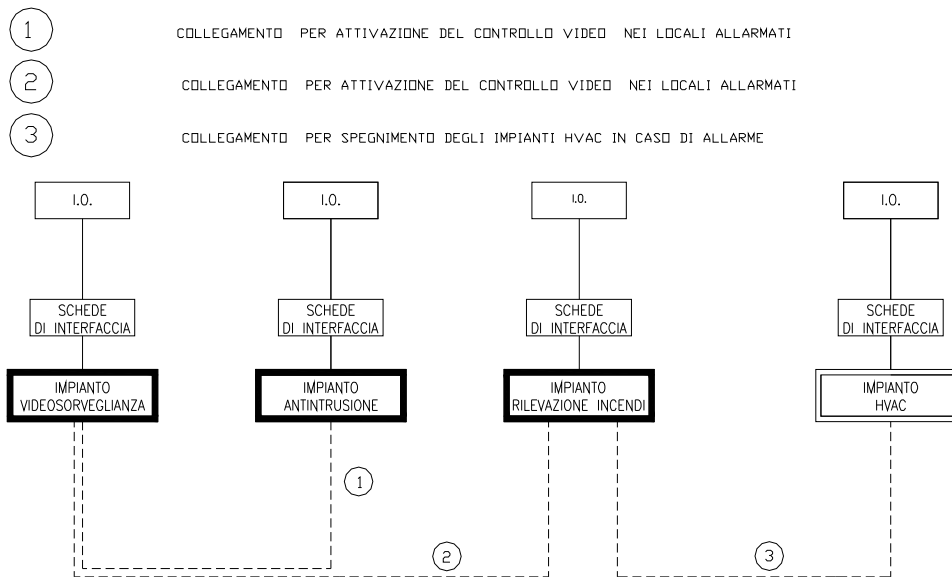 1 COLLEGAMENTO PER ATTIVAZIONE DEL CONTROLLO VIDEO NEI LOCALI ALLARMATI
2 COLLEGAMENTO PER ATTIVAZIONE DEL CONTROLLO VIDEO NEI LOCALI ALLARMATI
3 COLLEGAMENTO PER SPEGNIMENTO DEGLI IMPIANTI HVAC IN CASO DI ALLARME
I.O. I.O. I.O. I.O.
SCHEDE SCHEDE SCHEDE SCHEDE
DI INTERFACCIA DI INTERFACCIA DI INTERFACCIA DI INTERFACCIA
IMPIANTO IMPIANTO IMPIANTO IMPIANTO
VIDEOSORVEGLIANZA ANTINTRUSIONE RILEVAZIONE INCENDI HVAC
1
2 3